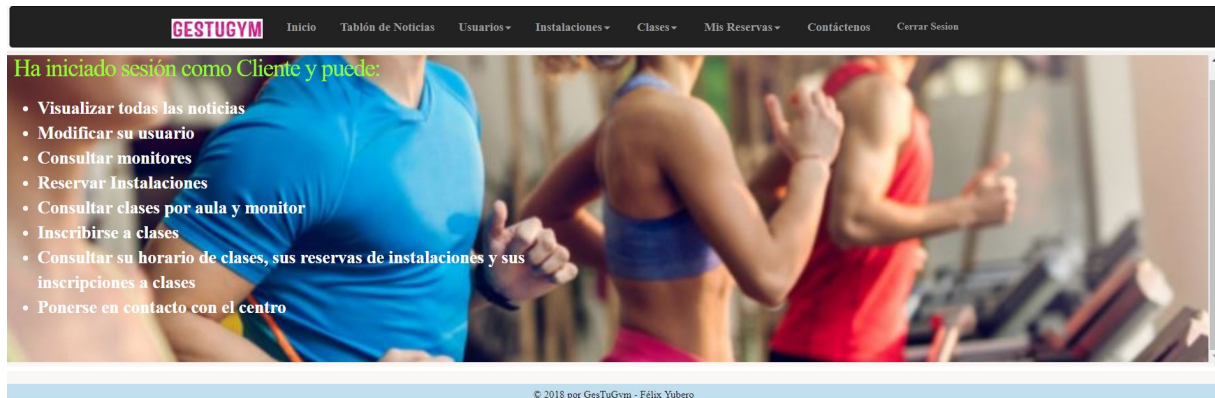 GESTUGYM Inicio Tablón de Noticias Usuarios Instalaciones Clases Mis Reservas Contáctenos Cerrar Sesion
Ha iniciado sesión como Cliente y puede:
• Visualizar todas las noticias
• Modificar su usuario
• Consultar monitores
• Reservar Instalaciones
• Consultar clases por aula y monitor
• Inscribirse a clases
• Consultar su horario de clases, sus reservas de instalaciones y sus
inscripciones a clases
• Ponerse en contacto con el centro
© 2018 por GesTuGym - Félix Yubero